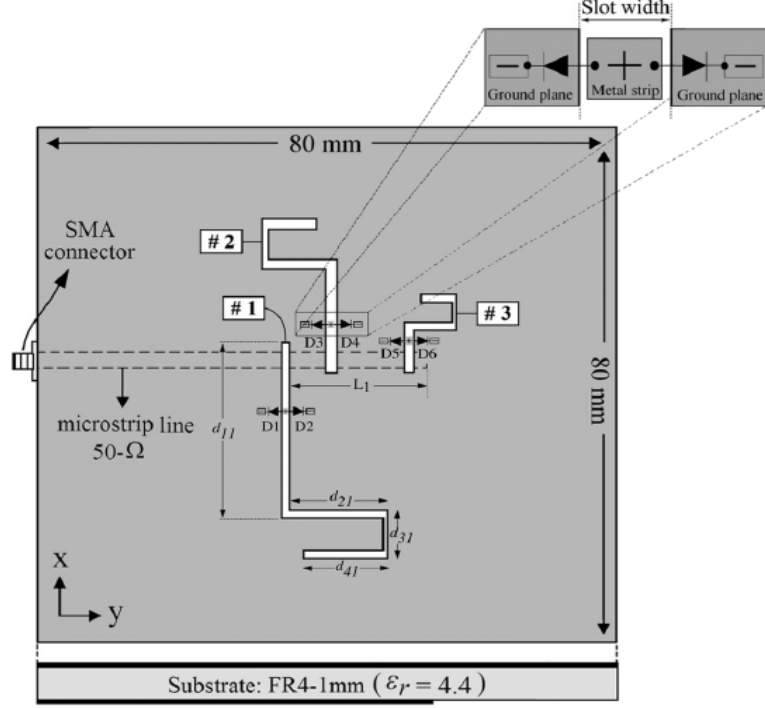 Slot width
Ground plane
Metal strip
Ground plane
80 mm
SMA
connector
# 2
# 1
# 3
D3 D4
D5 D6
L1
80 mm
microstrip line
50-Ω
d11
D1 D2
d21
d31
d41
x
y
Substrate: FR4-1mm (εr = 4.4)